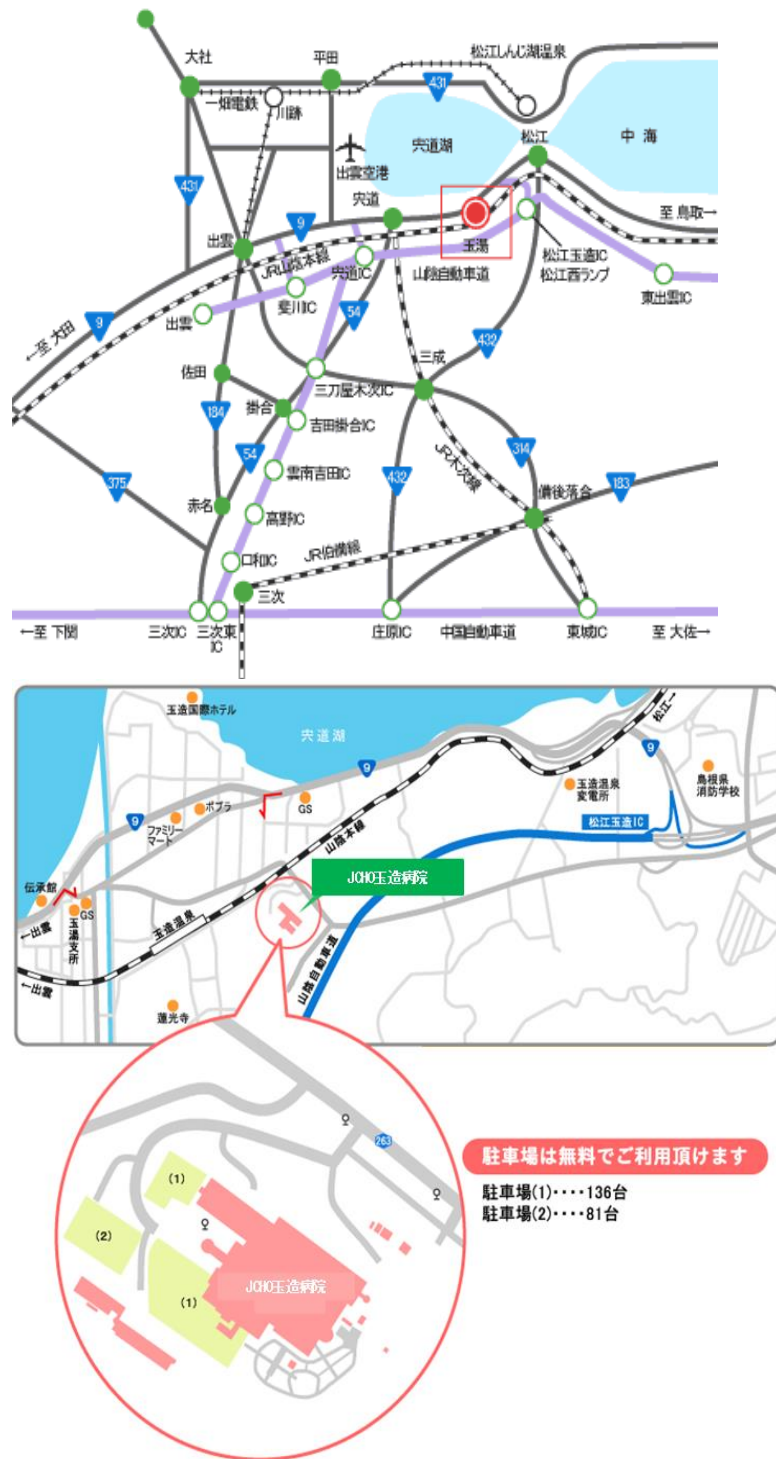 大社
平田
松江しんじ湖温泉
一畑電鉄
川跡
431
出雲空港
宍道湖
松江
中海
431
宍道
9
至鳥取→
出雲
JR山陰本線
宍道IC
玉湯
山陰自動車道
松江玉造IC
松江西ランプ
東出雲IC
出雲
斐川IC
54
9
←至大田
432
三成
佐田
三刀屋木次IC
掛合
吉田掛合IC
184
54
314
375
雲南吉田IC
JR木次線
432
備後落合
183
赤名
高野IC
口和IC
JR伯備線
三次
←至下関
三次IC
三次東
IC
庄原IC
中国自動車道
東城IC
至大佐→
玉造国際ホテル
宍道湖
松江→
9
9
ポプラ
GS
ファミリー
マート
9
山陰本線
玉造温泉
変電所
島根県
消防学校
松江玉造IC
JCHO玉造病院
伝承館
GS
玉湯支所
←出雲
玉造温泉
←出雲
山陰自動車道
蓮光寺
263
(1)
(2)
(1)
JCHO玉造病院
駐車場は無料でご利用頂けます
駐車場(1)‥‥136台
駐車場(2)‥‥81台